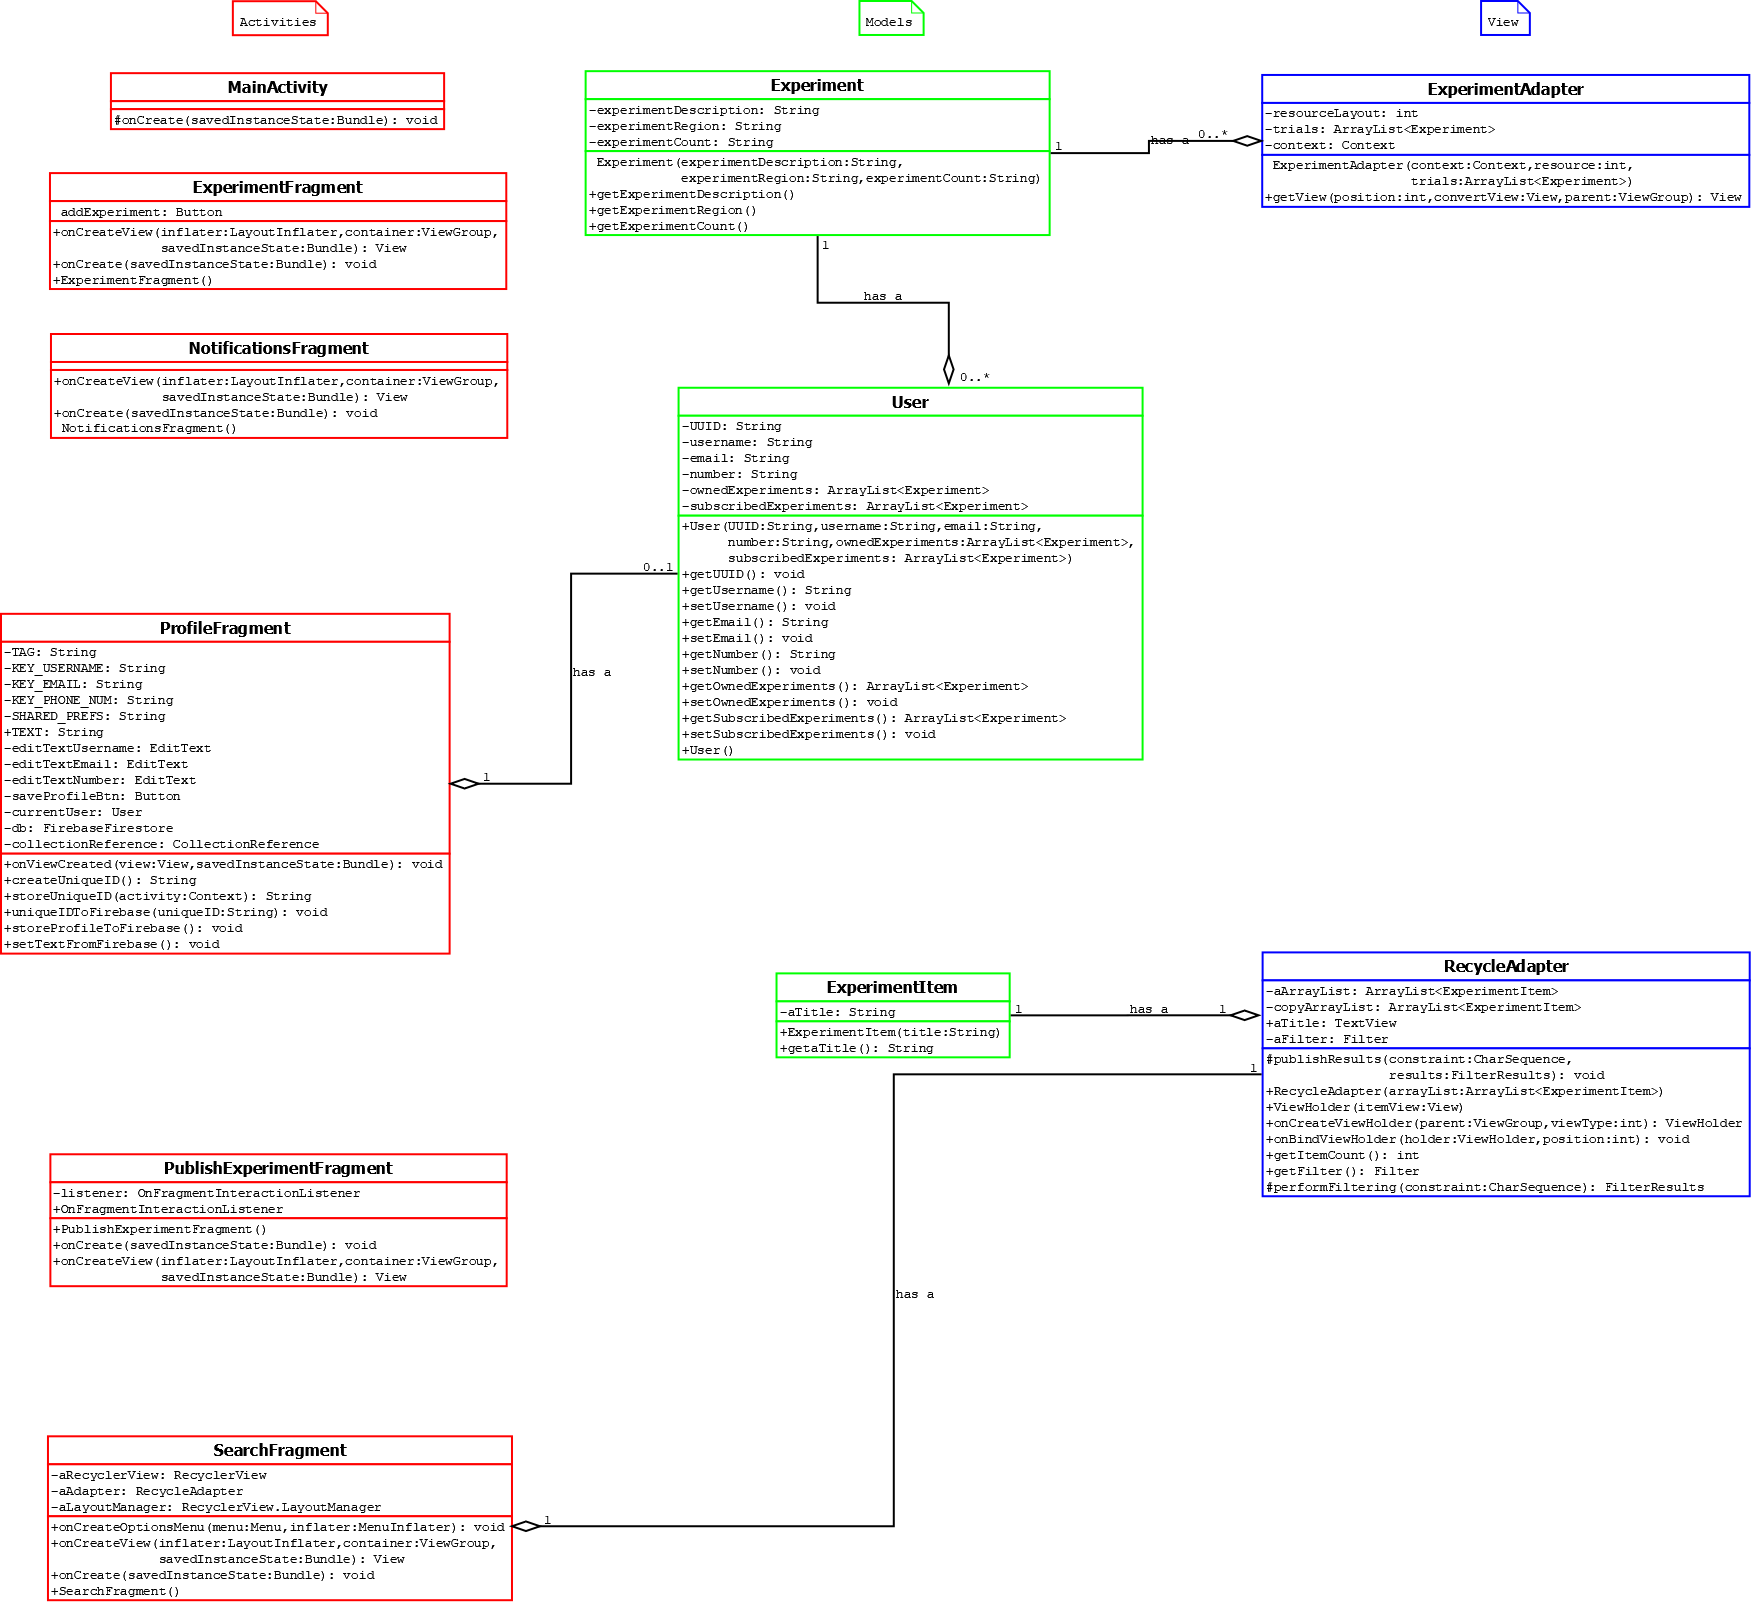 Activities
Models
View
MainActivity
#onCreate(savedInstanceState:Bundle): void
ExperimentFragment
addExperiment: Button
+onCreateView(inflater:LayoutInflater,container:ViewGroup,
savedInstanceState:Bundle): View
+onCreate(savedInstanceState:Bundle): void
+ExperimentFragment()
NotificationsFragment
+onCreateView(inflater:LayoutInflater,container:ViewGroup,
savedInstanceState:Bundle): View
+onCreate(savedInstanceState:Bundle): void
NotificationsFragment()
Experiment
-experimentDescription: String
-experimentRegion: String
-experimentCount: String
Experiment(experimentDescription:String,
experimentRegion:String,experimentCount:String)
+getExperimentDescription()
+getExperimentRegion()
+getExperimentCount()
1
has a
0..*
ExperimentAdapter
-resourceLayout: int
-trials: ArrayList<Experiment>
-context: Context
ExperimentAdapter(context:Context,resource:int,
trials:ArrayList<Experiment>)
+getView(position:int,convertView:View,parent:ViewGroup): View
1
has a
0..*
User
-UUID: String
-username: String
-email: String
-number: String
-ownedExperiments: ArrayList<Experiment>
-subscribedExperiments: ArrayList<Experiment>
+User(UUID:String,username:String,email:String,
number:String,ownedExperiments:ArrayList<Experiment>,
subscribedExperiments: ArrayList<Experiment>)
+getUUID(): void
+getUsername(): String
+setUsername(): void
+getEmail(): String
+setEmail(): void
+getNumber(): String
+setNumber(): void
+getOwnedExperiments(): ArrayList<Experiment>
+setOwnedExperiments(): void
+getSubscribedExperiments(): ArrayList<Experiment>
+setSubscribedExperiments(): void
+User()
0..1
has a
1
ProfileFragment
-TAG: String
-KEY_USERNAME: String
-KEY_EMAIL: String
-KEY_PHONE_NUM: String
-SHARED_PREFS: String
+TEXT: String
-editTextUsername: EditText
-editTextEmail: EditText
-editTextNumber: EditText
-saveProfileBtn: Button
-currentUser: User
-db: FirebaseFirestore
-collectionReference: CollectionReference
+onViewCreated(view:View,savedInstanceState:Bundle): void
+createUniqueID(): String
+storeUniqueID(activity:Context): String
+uniqueIDToFirebase(uniqueID:String): void
+storeProfileToFirebase(): void
+setTextFromFirebase(): void
ExperimentItem
-aTitle: String
+ExperimentItem(title:String)
+getaTitle(): String
1
has a
1
RecycleAdapter
-aArrayList: ArrayList<ExperimentItem>
-copyArrayList: ArrayList<ExperimentItem>
+aTitle: TextView
-aFilter: Filter
#publishResults(constraint:CharSequence,
results:FilterResults): void
+RecycleAdapter(arrayList:ArrayList<ExperimentItem>)
+ViewHolder(itemView:View)
+onCreateViewHolder(parent:ViewGroup,viewType:int): ViewHolder
+onBindViewHolder(holder:ViewHolder,position:int): void
+getItemCount(): int
+getFilter(): Filter
#performFiltering(constraint:CharSequence): FilterResults
1
has a
1
PublishExperimentFragment
-listener: OnFragmentInteractionListener
+OnFragmentInteractionListener
+PublishExperimentFragment()
+onCreate(savedInstanceState:Bundle): void
+onCreateView(inflater:LayoutInflater,container:ViewGroup,
savedInstanceState:Bundle): View
SearchFragment
-aRecyclerView: RecyclerView
-aAdapter: RecycleAdapter
-aLayoutManager: RecyclerView.LayoutManager
+onCreateOptionsMenu(menu:Menu,inflater:MenuInflater): void
+onCreateView(inflater:LayoutInflater,container:ViewGroup,
savedInstanceState:Bundle): View
+onCreate(savedInstanceState:Bundle): void
+SearchFragment()